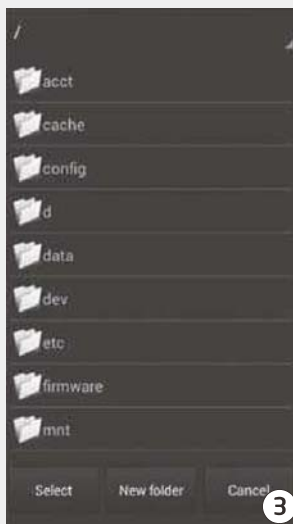 /
acct
cache
config
d
data
dev
etc
firmware
mnt
Select New folder Cancel
3